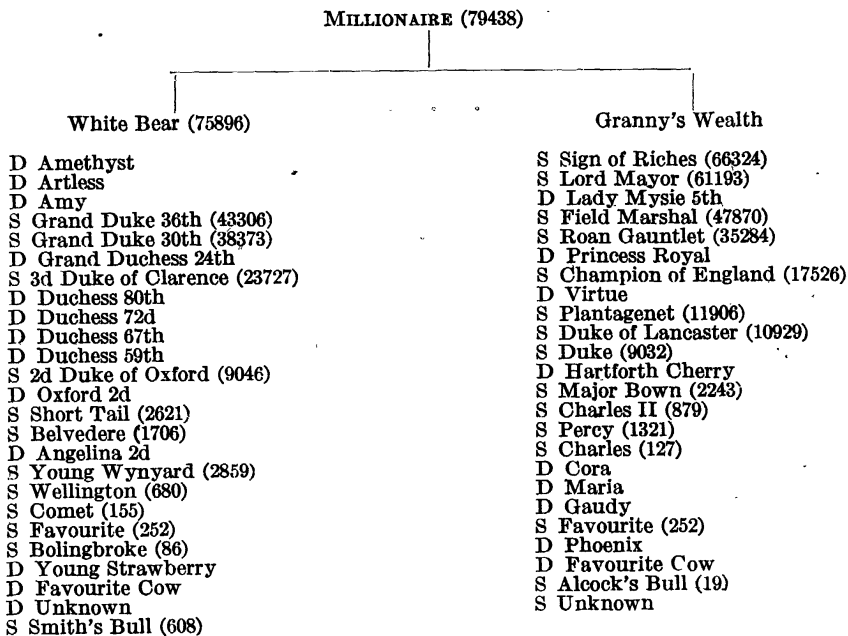 MILLIONAIRE (79438)
White Bear (75896)
D Amethyst
D Artless
D Amy
S Grand Duke 36th (43306)
S Grand Duke 30th (38373)
D Grand Duchess 24th
S 3d Duke of Clarence (23727)
D Duchess 80th
D Duchess 72d
D Duchess 67th
D Duchess 59th
S 2d Duke of Oxford (9046)
D Oxford 2d
S Short Tail (2621)
S Belvedere (1706)
D Angelina 2d
S Young Wynyard (2859)
S Wellington (680)
S Comet (155)
S Favourite (252)
S Bolingbroke (86)
D Young Strawberry
D Favourite Cow
D Unknown
S Smith's Bull (608)
Granny's Wealth
S Sign of Riches (66324)
S Lord Mayor (61193)
D Lady Mysie 5th
S Field Marshal (47870)
S Roan Gauntlet (35284)
D Princess Royal
S Champion of England (17526)
D Virtue
S Plantagenet (11906)
S Duke of Lancaster (10929)
S Duke (9032)
D Hartforth Cherry
S Major Bown (2243)
S Charles II (879)
S Percy (1321)
S Charles (127)
D Cora
D Maria
D Gaudy
S Favourite (252)
D Phoenix
D Favourite Cow
S Alcock's Bull (19)
S Unknown